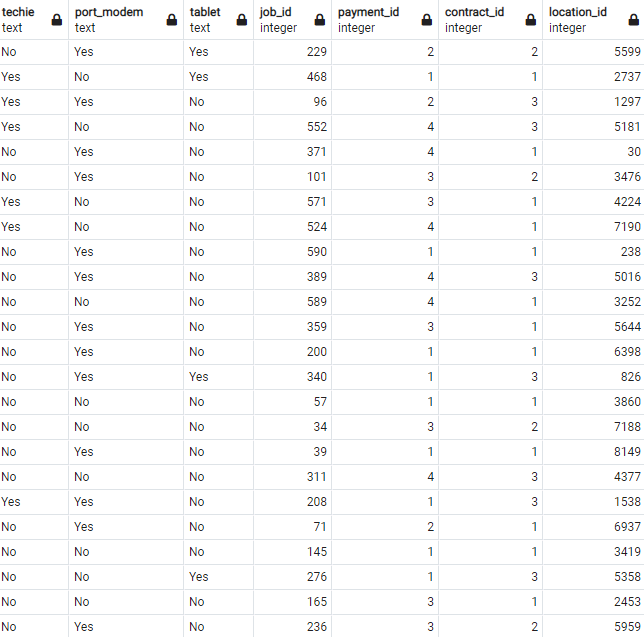 techie port_modem tablet job_id payment_id contract_id location_id
text text text integer integer integer integer
No Yes Yes 229 2 2 5599
Yes No Yes 468 1 1 2737
Yes Yes No 96 2 3 1297
Yes No No 552 4 3 5181
No Yes No 371 4 1 30
No Yes No 101 3 2 3476
Yes No No 571 3 1 4224
Yes No No 524 4 1 7190
No Yes No 590 1 1 238
No Yes No 389 4 3 5016
No No No 589 4 1 3252
No Yes No 359 3 1 5644
No Yes No 200 1 1 6398
No Yes Yes 340 1 3 826
No No No 57 1 1 3860
No No No 34 3 2 7188
No Yes No 39 1 1 8149
No No No 311 4 3 4377
Yes Yes No 208 1 3 1538
No Yes No 71 2 1 6937
No No No 145 1 1 3419
No No Yes 276 1 3 5358
No No No 165 3 1 2453
No Yes No 236 3 2 5959